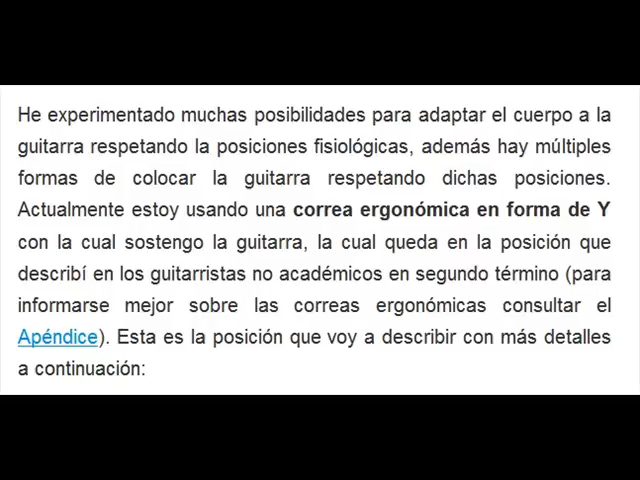 He experimentado muchas posibilidades para adaptar el cuerpo a la
guitarra respetando la posiciones fisiológicas, además hay múltiples
formas de colocar la guitarra respetando dichas posiciones.
Actualmente estoy usando una correa ergonómica en forma de Y
con la cual sostengo la guitarra, la cual queda en la posición que
describí en los guitarristas no académicos en segundo término (para
informarse mejor sobre las correas ergonómicas consultar el
Apéndice). Esta es la posición que voy a describir con más detalles
a continuación: